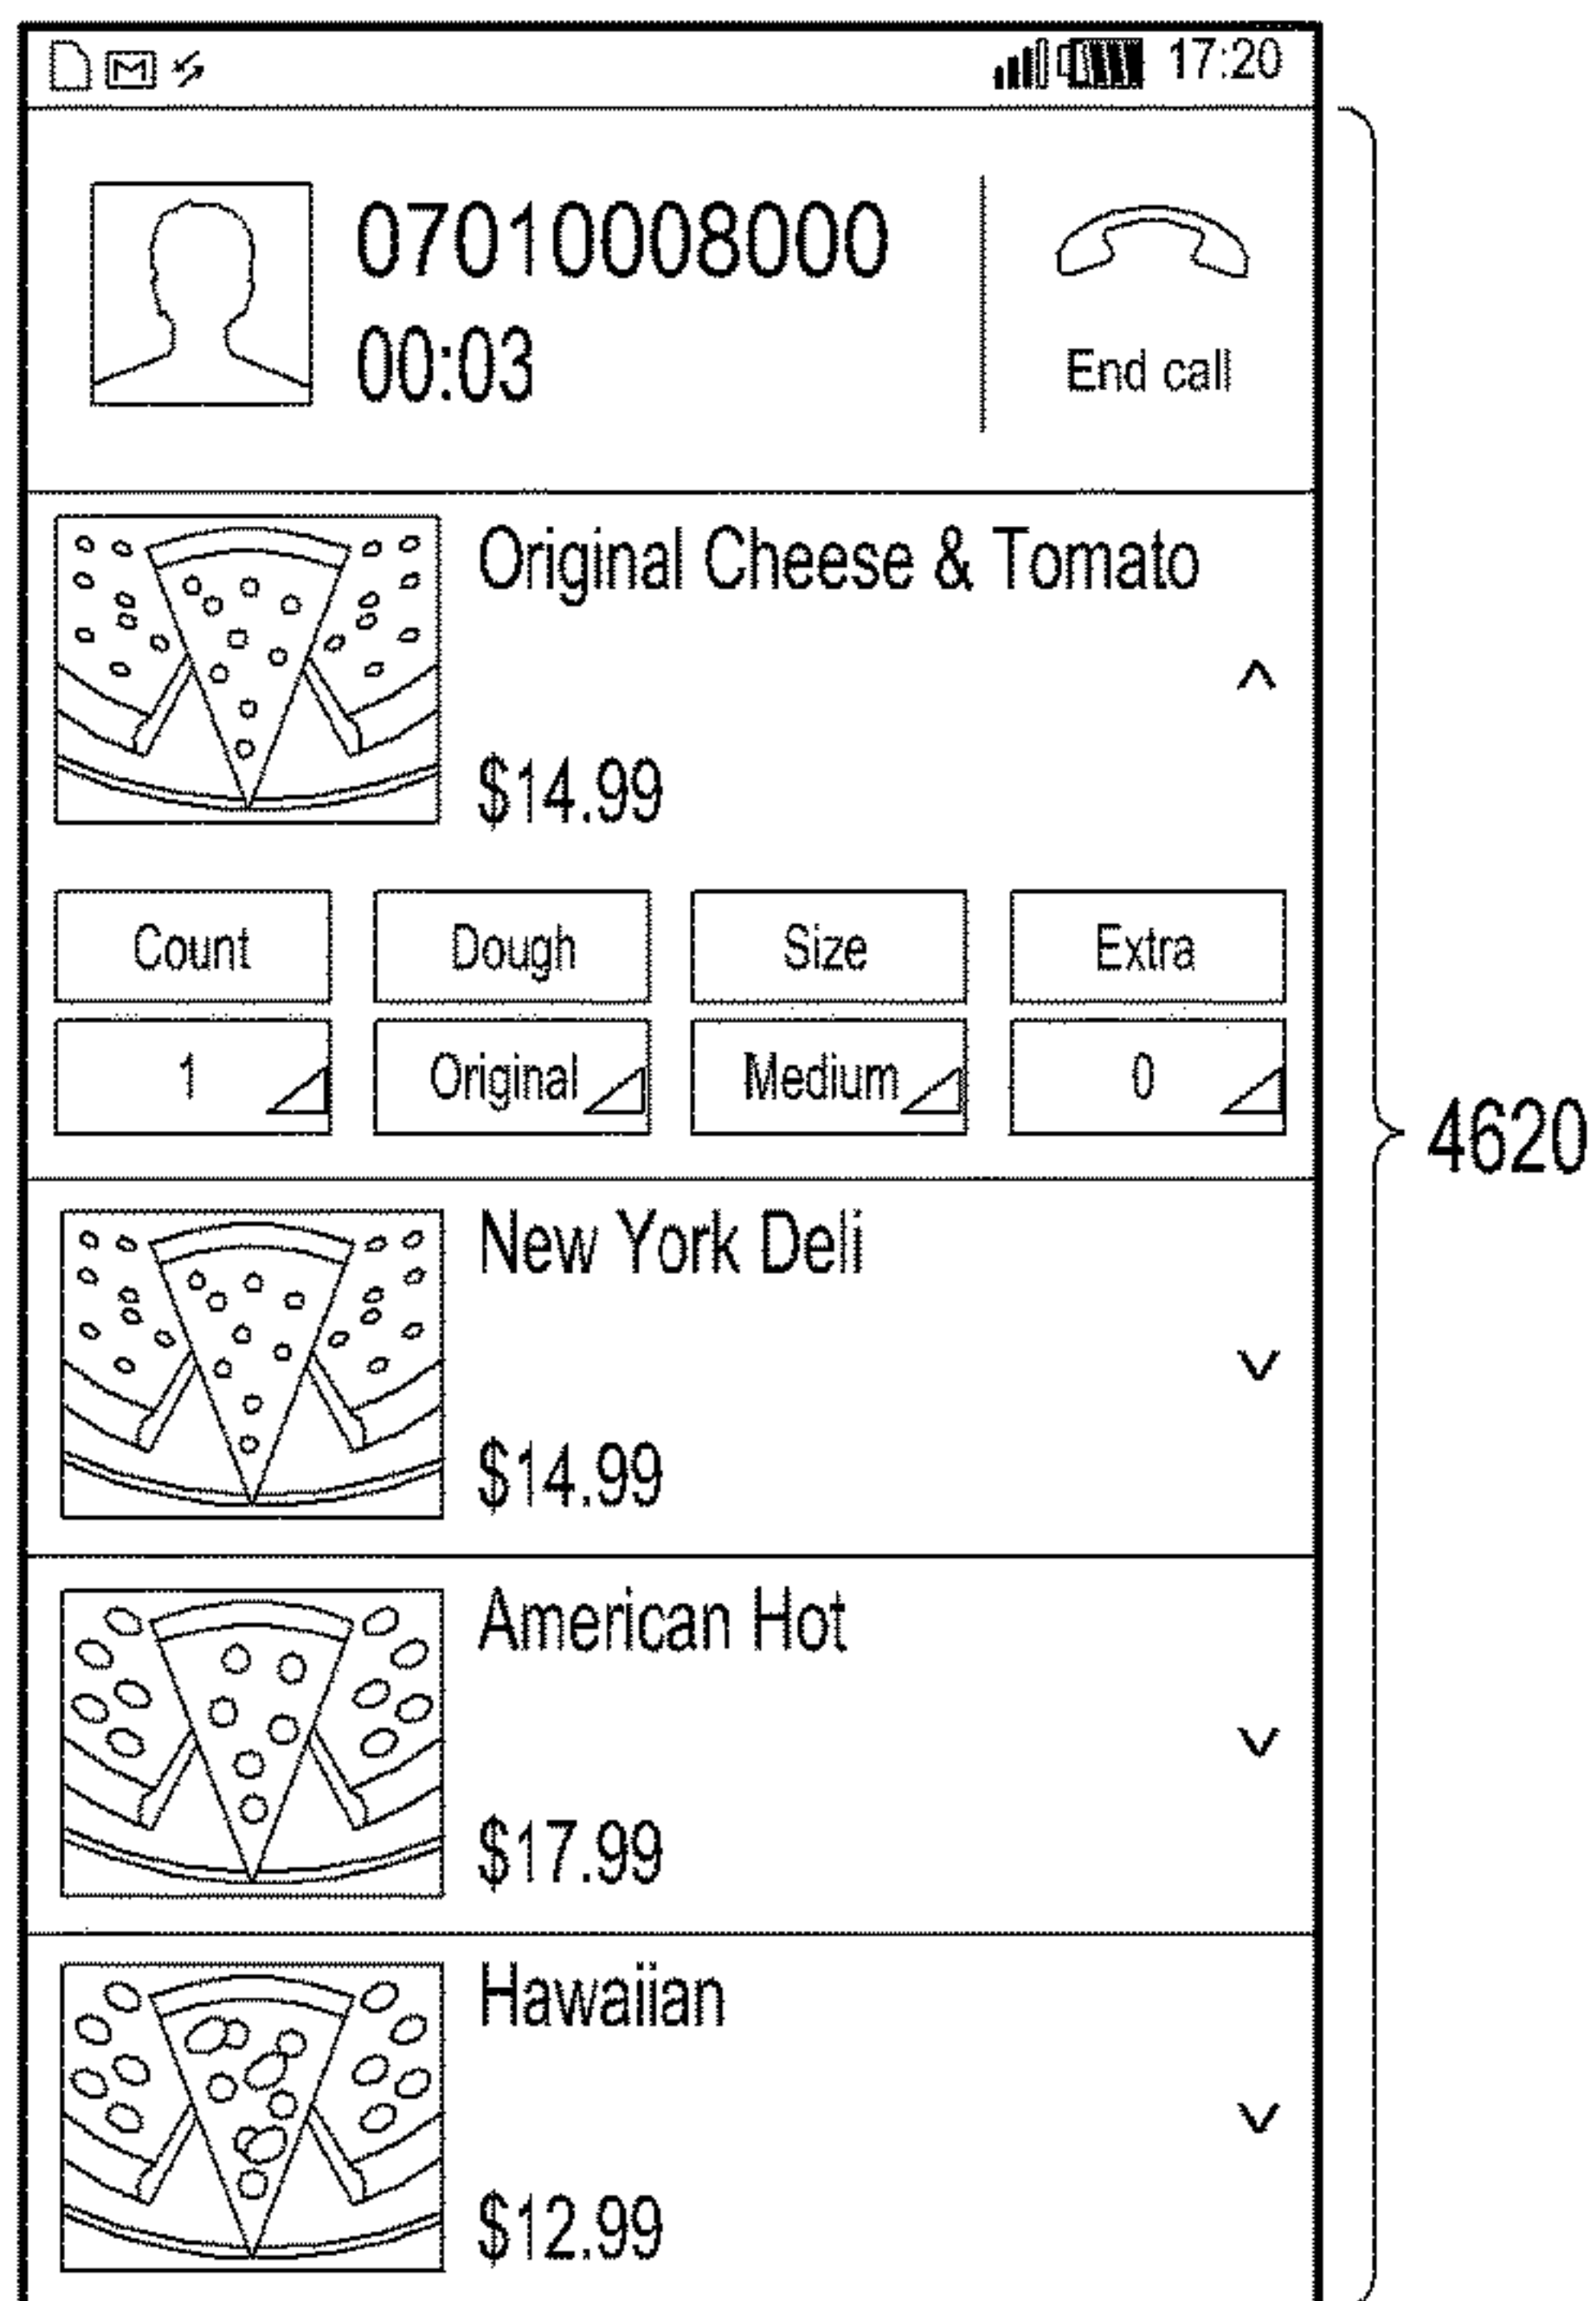 17:20
07010008000
00:03
End call
Original Cheese & Tomato
$14.99
Count Dough Size Extra
1 Original Medium 0
4620
New York Deli
$14.99
American Hot
$17.99
Hawaiian
$12.99